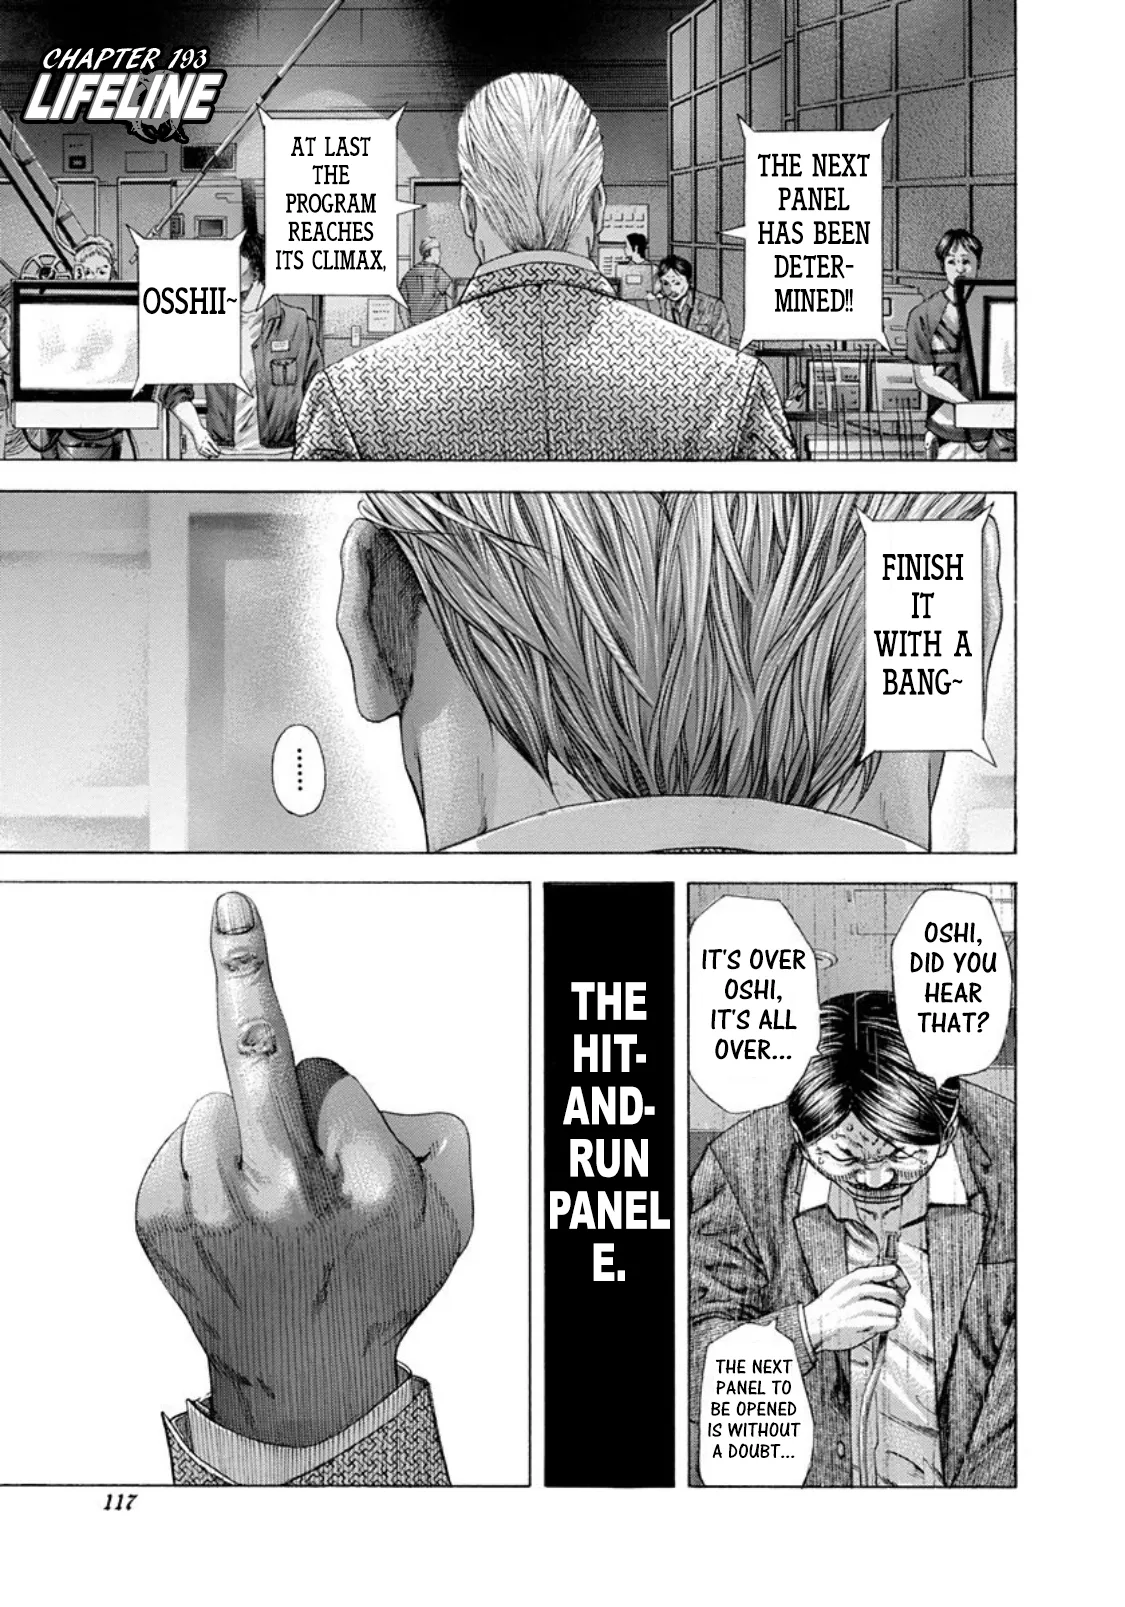 CHAPTER 193
LIFELINE
THE NEXT
PANEL
HAS BEEN
DETER-
MINED!!
AT LAST
THE
PROGRAM
REACHES
ITS CLIMAX,
OSSHII~
FINISH
IT
WITH A
BANG~
......
OSHI,
DID YOU
HEAR
THAT?
IT'S OVER
OSHI,
IT'S ALL
OVER...
THE NEXT
PANEL TO
BE OPENED
IS WITHOUT
A DOUBT...
THE
HIT-
AND-
RUN
PANEL
E.
117